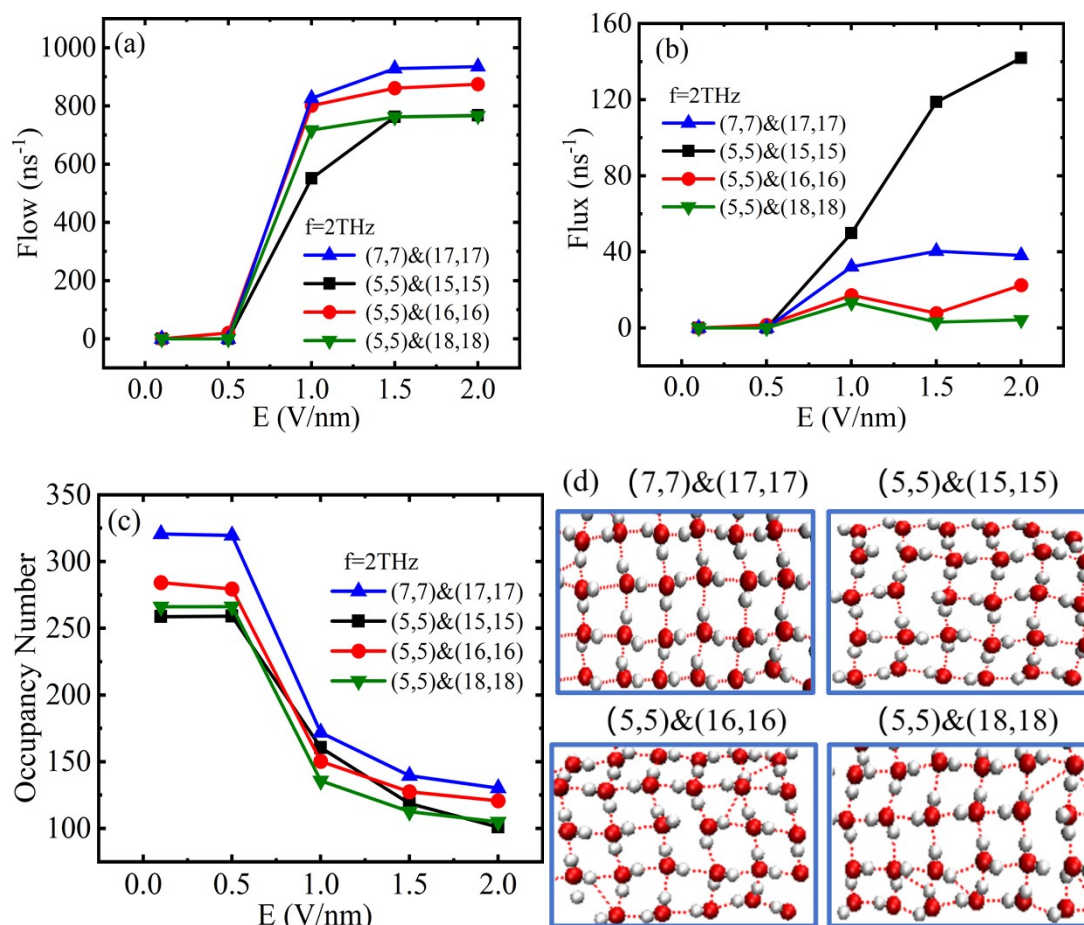 (a)
Flow (ns⁻¹)
1000
800
600
400
200
0
f=2THz
(7,7)&(17,17)
(5,5)&(15,15)
(5,5)&(16,16)
(5,5)&(18,18)
0.0 0.5 1.0 1.5 2.0
E (V/nm)
(b)
Flux (ns⁻¹)
160
120
80
40
0
f=2THz
(7,7)&(17,17)
(5,5)&(15,15)
(5,5)&(16,16)
(5,5)&(18,18)
0.0 0.5 1.0 1.5 2.0
E (V/nm)
(c)
Occupancy Number
350
300
250
200
150
100
f=2THz
(7,7)&(17,17)
(5,5)&(15,15)
(5,5)&(16,16)
(5,5)&(18,18)
0.0 0.5 1.0 1.5 2.0
E (V/nm)
(d) (7,7)&(17,17) (5,5)&(15,15)
(5,5)&(16,16) (5,5)&(18,18)